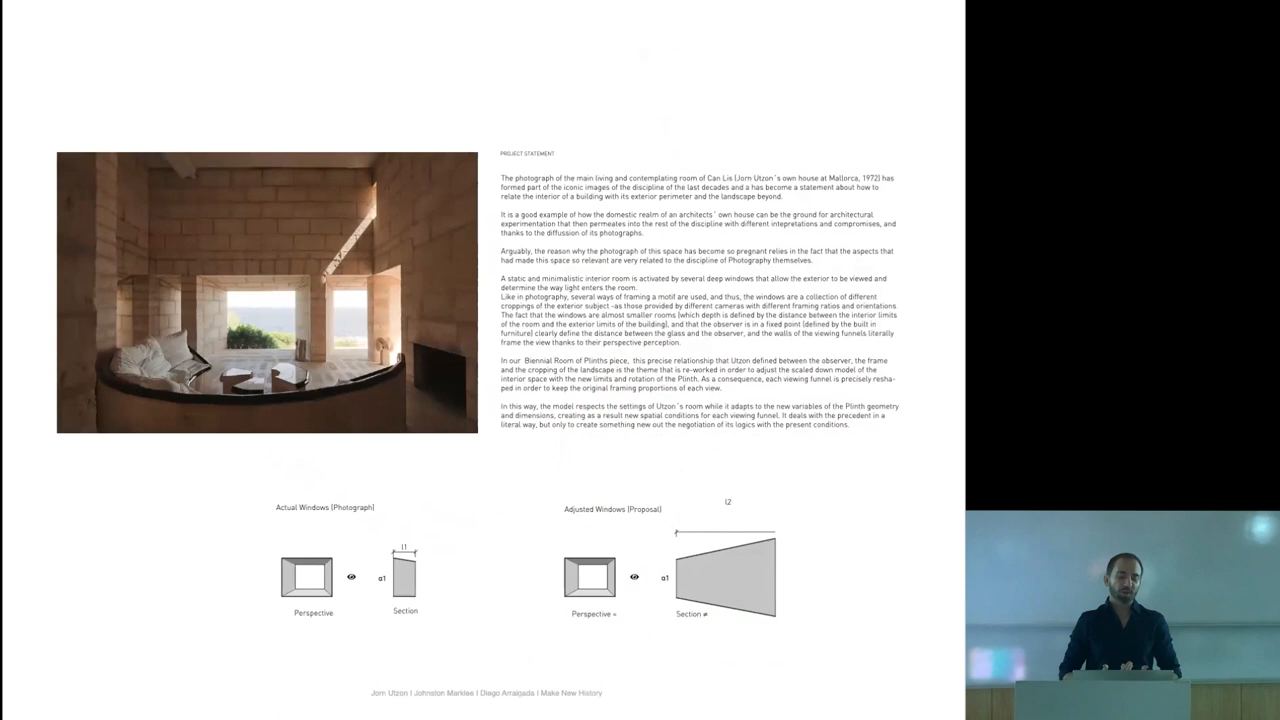 PROJECT STATEMENT
The photograph of the main living and contemplating room of Can Lis (Jorn Utzon´s own house at Mallorca, 1972) has
formed part of the iconic images of the discipline of the last decades and a has become a statement about how to
relate the interior of a building with its exterior perimeter and the landscape beyond.
It is a good example of how the domestic realm of an architects´ own house can be the ground for architectural
experimentation that then permeates into the rest of the discipline with different intepretations and compromises, and
thanks to the diffusion of its photographs.
Arguably, the reason why the photograph of this space has become so pregnant relies in the fact that the aspects that
had made this space so relevant are very related to the discipline of Photography themselves.
A static and minimalistic interior room is activated by several deep windows that allow the exterior to be viewed and
determine the way light enters the room.
Like in photography, several ways of framing a motif are used, and thus, the windows are a collection of different
croppings of the exterior subject -as those provided by different cameras with different framing ratios and orientations.
The fact that the windows are almost smaller rooms (which depth is defined by the distance between the interior limits
of the room and the exterior limits of the building), and that the observer is in a fixed point (defined by the built in
furniture) clearly define the distance between the glass and the observer, and the walls of the viewing funnels literally
frame the view thanks to their perspective perception.
In our Biennial Room of Plinths piece, this precise relationship that Utzon defined between the observer, the frame
and the cropping of the landscape is the theme that is re-worked in order to adjust the scaled down model of the
interior space with the new limits and rotation of the Plinth. As a consequence, each viewing funnel is precisely resha-
ped in order to keep the original framing proportions of each view.
In this way, the model respects the settings of Utzon´s room while it adapts to the new variables of the Plinth geometry
and dimensions, creating as a result new spatial conditions for each viewing funnel. It deals with the precedent in a
literal way, but only to create something new out the negotiation of its logics with the present conditions.
Actual Windows (Photograph)
l1
α1
Perspective
Section
Adjusted Windows (Proposal)
l2
α1
Perspective =
Section ≠
Jorn Utzon I Johnston Marklee I Diego Arraigada I Make New History